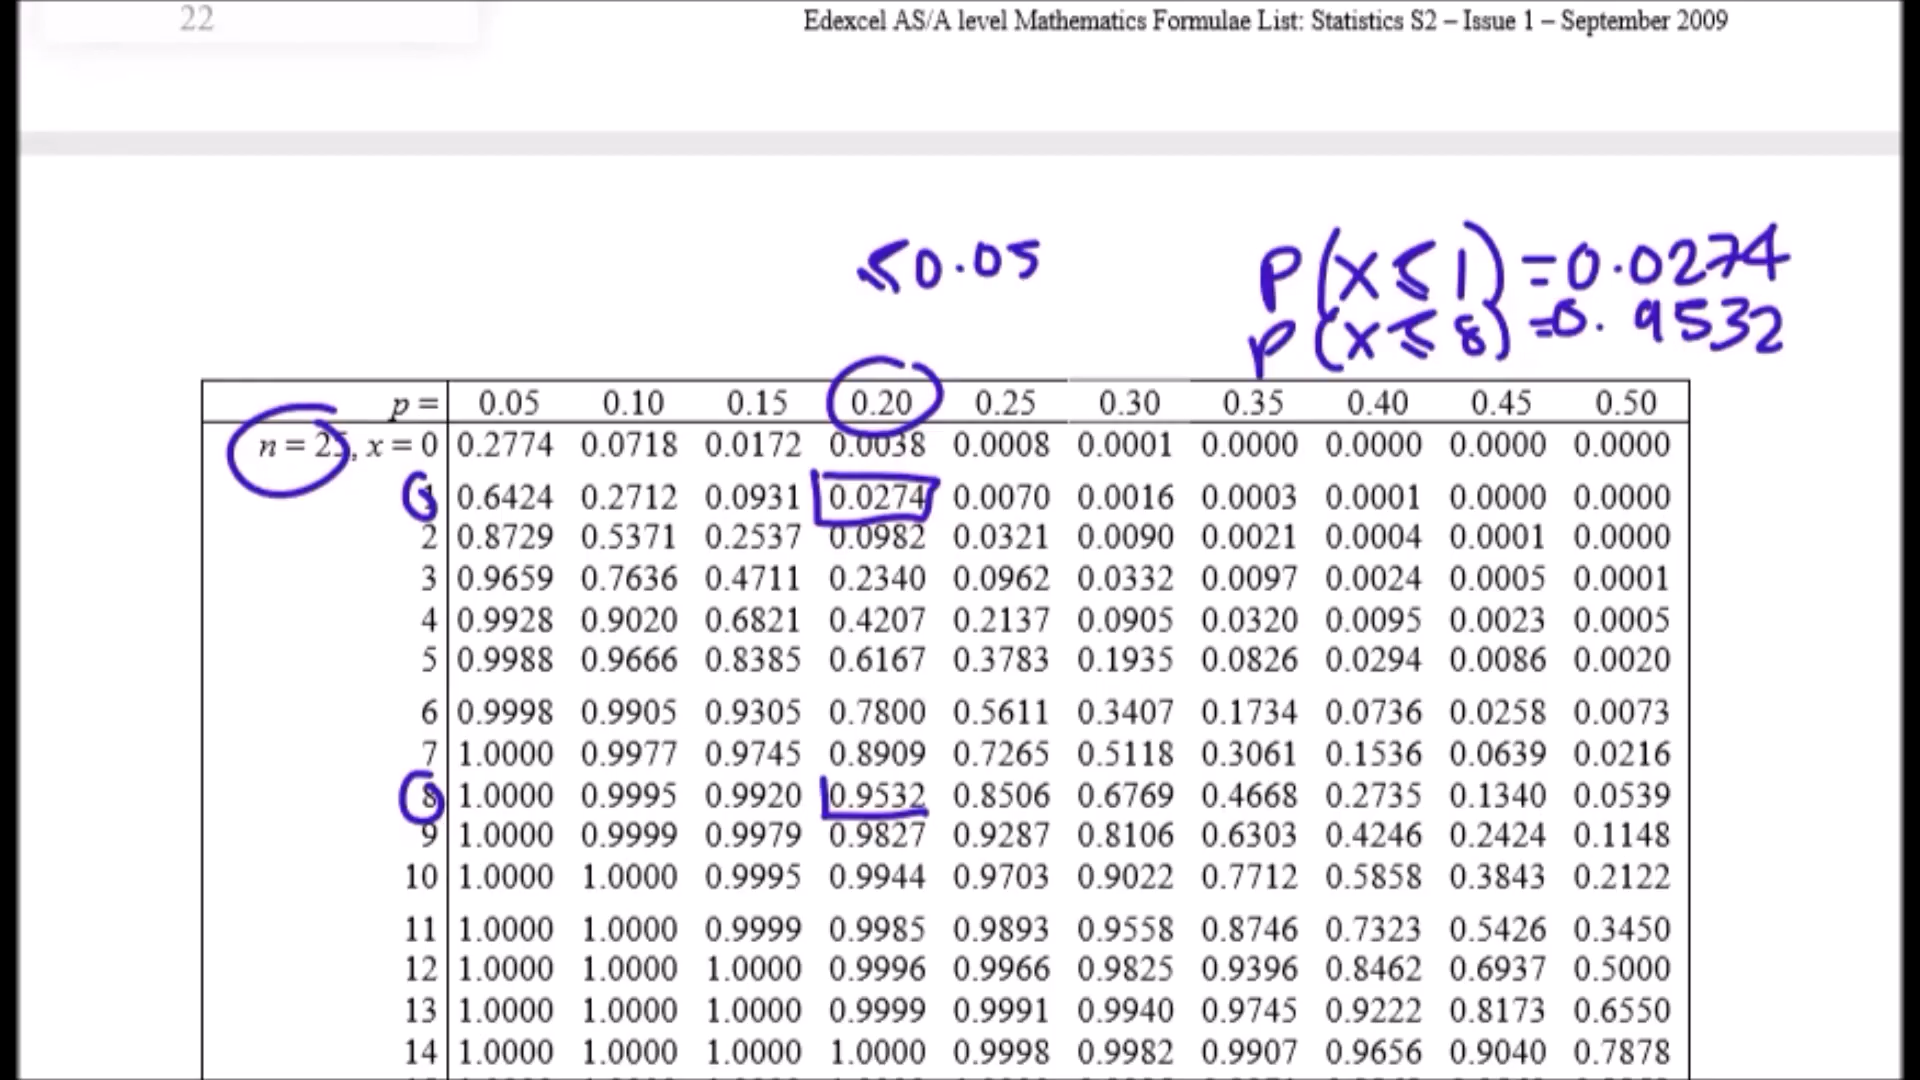 22
Edexcel AS/A level Mathematics Formulae List: Statistics S2 – Issue 1 – September 2009
≤0.05
P(X≤1)=0.0274
P(X≤8)=0.9532
p = 0.05 0.10 0.15 0.20 0.25 0.30 0.35 0.40 0.45 0.50
n = 25, x = 0 0.2774 0.0718 0.0172 0.0038 0.0008 0.0001 0.0000 0.0000 0.0000 0.0000
1 0.6424 0.2712 0.0931 0.0274 0.0070 0.0016 0.0003 0.0001 0.0000 0.0000
2 0.8729 0.5371 0.2537 0.0982 0.0321 0.0090 0.0021 0.0004 0.0001 0.0000
3 0.9659 0.7636 0.4711 0.2340 0.0962 0.0332 0.0097 0.0024 0.0005 0.0001
4 0.9928 0.9020 0.6821 0.4207 0.2137 0.0905 0.0320 0.0095 0.0023 0.0005
5 0.9988 0.9666 0.8385 0.6167 0.3783 0.1935 0.0826 0.0294 0.0086 0.0020
6 0.9998 0.9905 0.9305 0.7800 0.5611 0.3407 0.1734 0.0736 0.0258 0.0073
7 1.0000 0.9977 0.9745 0.8909 0.7265 0.5118 0.3061 0.1536 0.0639 0.0216
8 1.0000 0.9995 0.9920 0.9532 0.8506 0.6769 0.4668 0.2735 0.1340 0.0539
9 1.0000 0.9999 0.9979 0.9827 0.9287 0.8106 0.6303 0.4246 0.2424 0.1148
10 1.0000 1.0000 0.9995 0.9944 0.9703 0.9022 0.7712 0.5858 0.3843 0.2122
11 1.0000 1.0000 0.9999 0.9985 0.9893 0.9558 0.8746 0.7323 0.5426 0.3450
12 1.0000 1.0000 1.0000 0.9996 0.9966 0.9825 0.9396 0.8462 0.6937 0.5000
13 1.0000 1.0000 1.0000 0.9999 0.9991 0.9940 0.9745 0.9222 0.8173 0.6550
14 1.0000 1.0000 1.0000 1.0000 0.9998 0.9982 0.9907 0.9656 0.9040 0.7878